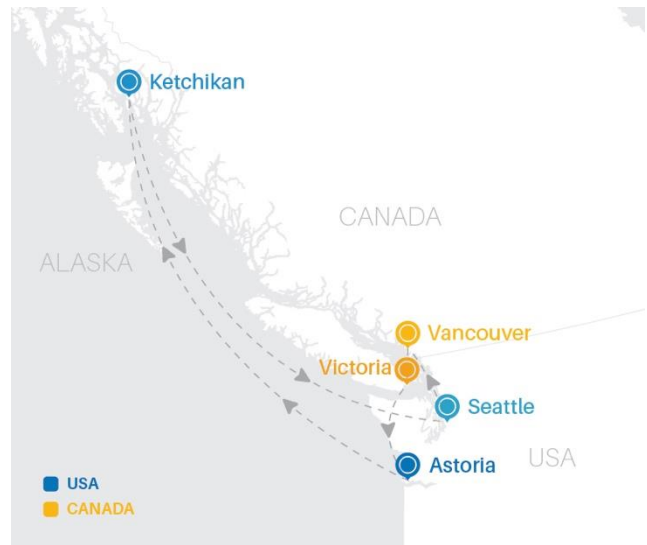 Ketchikan
CANADA
ALASKA
Vancouver
Victoria
Seattle
Astoria
USA
USA
CANADA